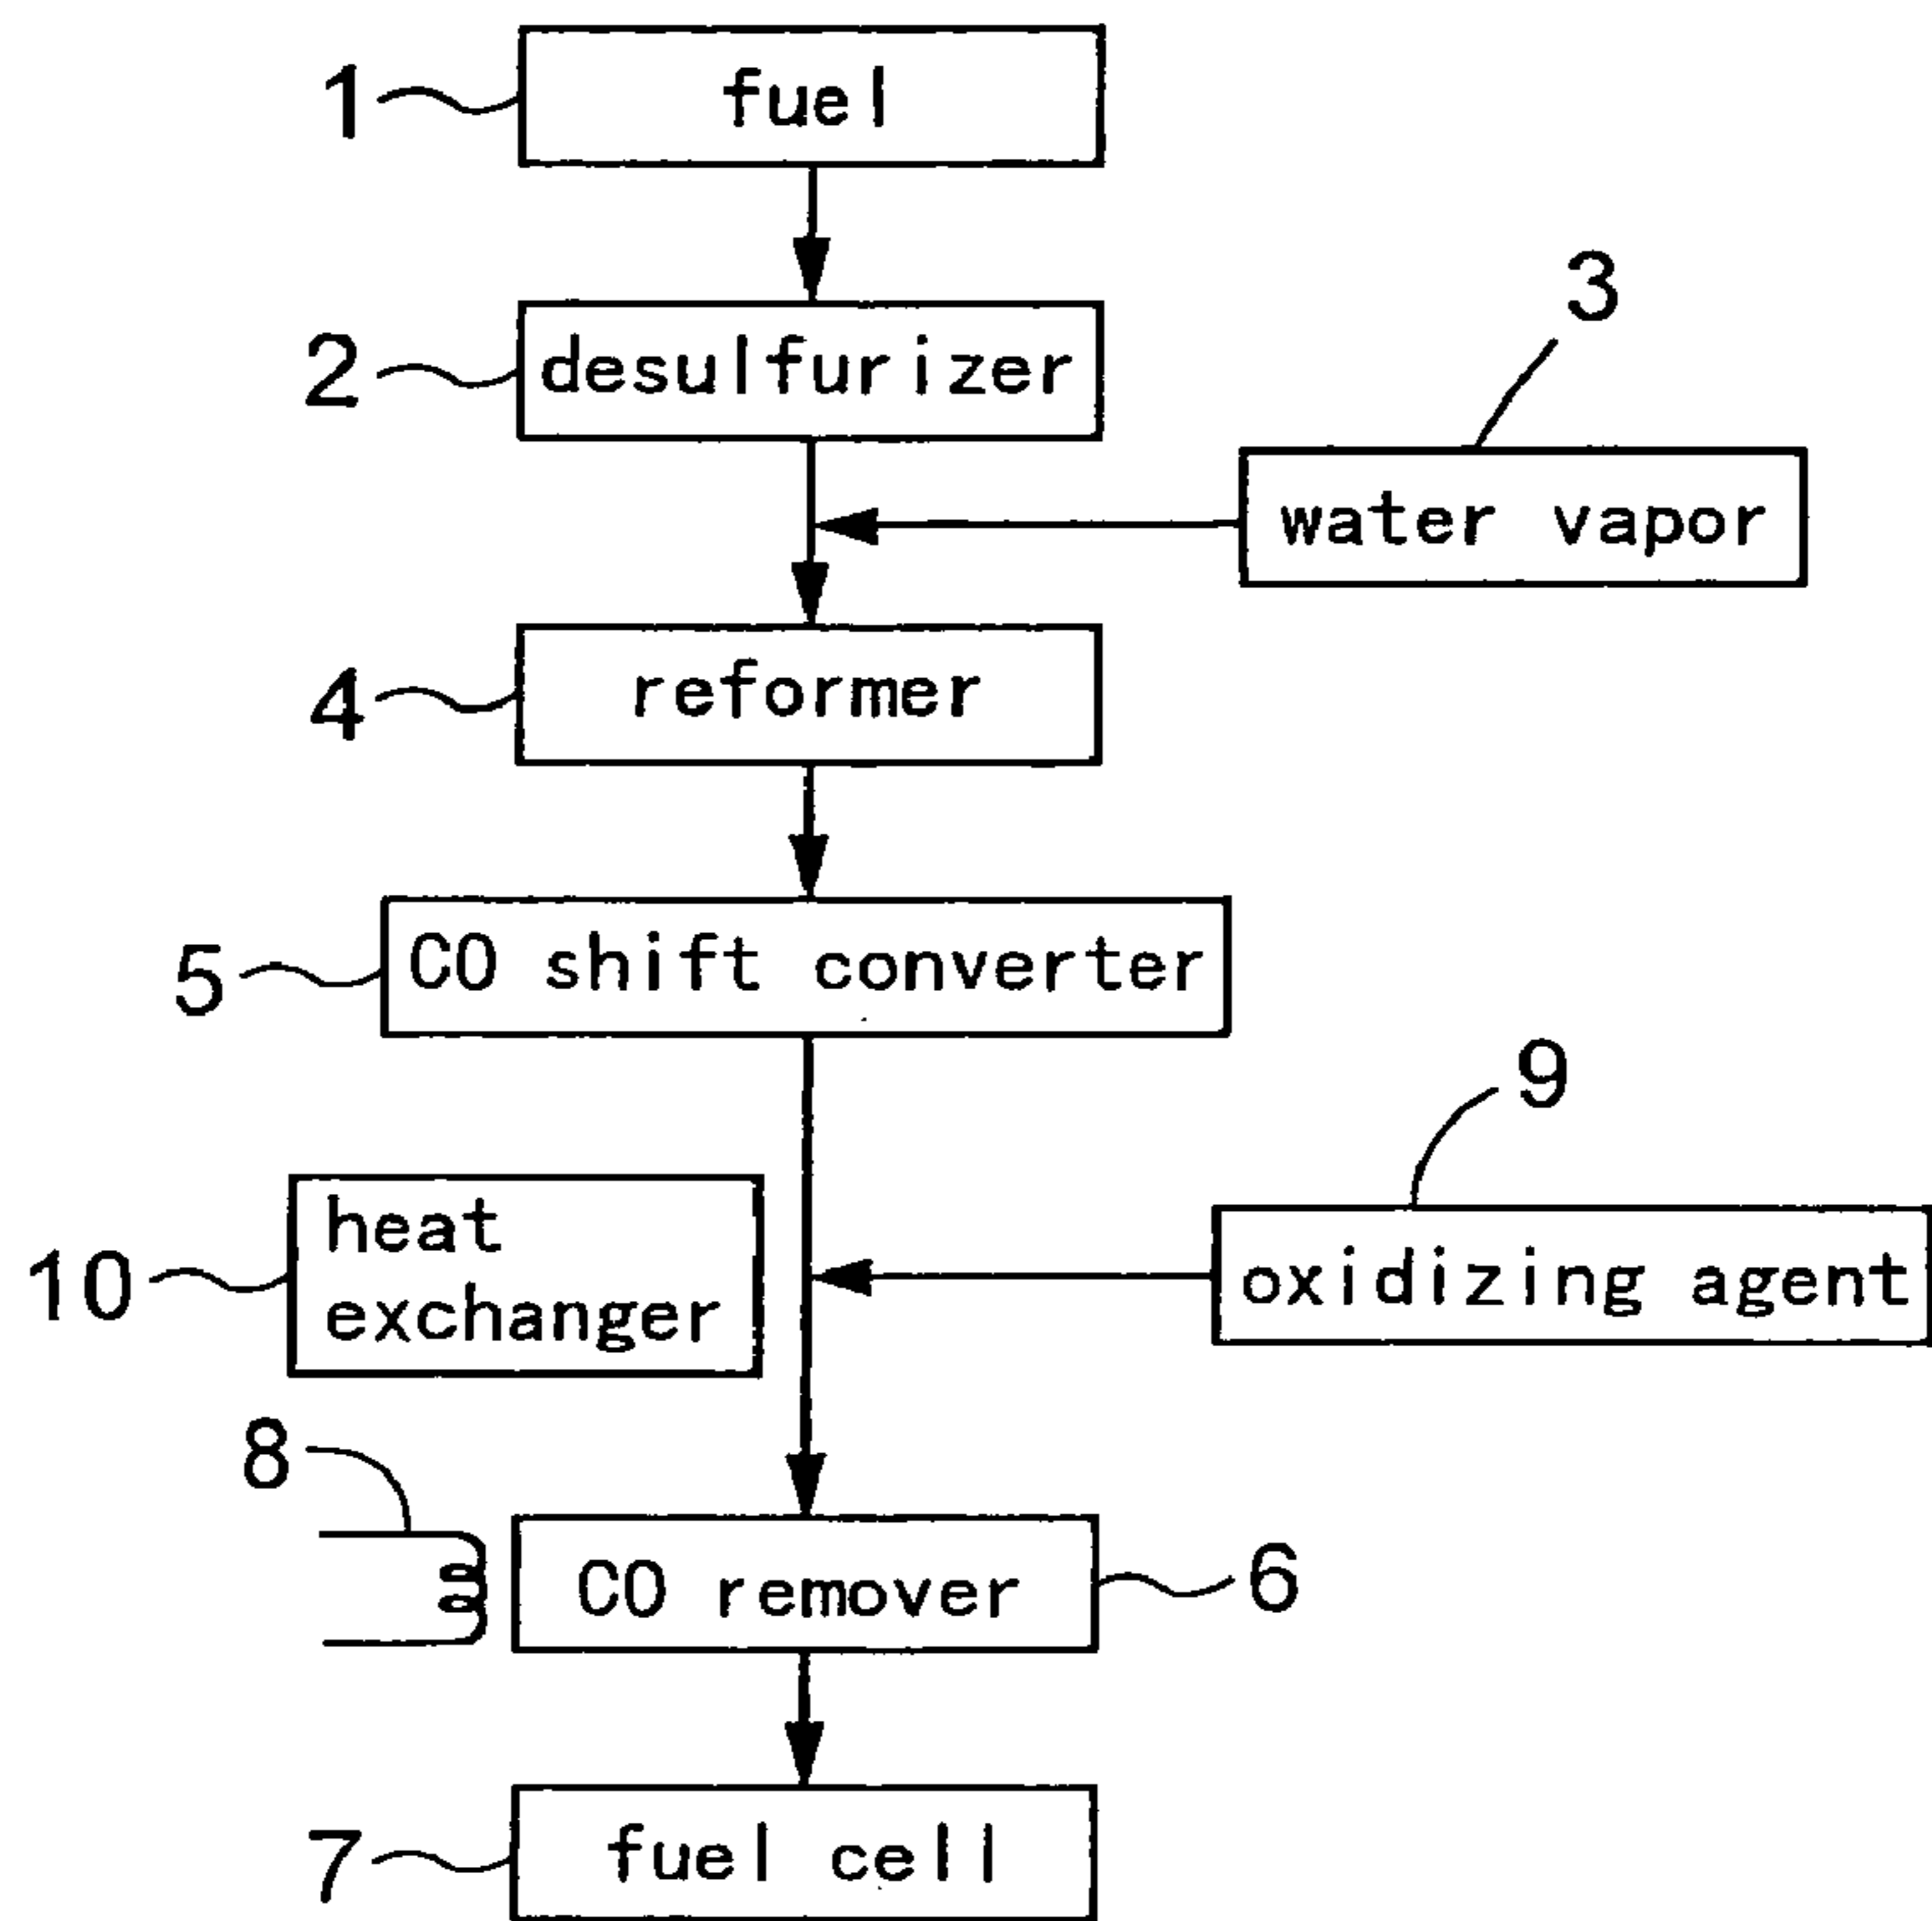 1
fuel
2
desulfurizer
3
water vapor
4
reformer
5
CO shift converter
9
10
heat
exchanger
oxidizing agent
8
CO remover
6
7
fuel cell